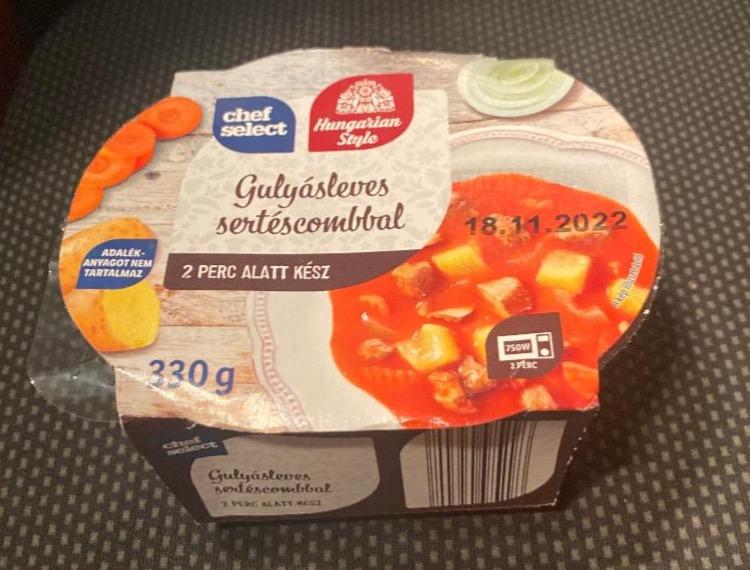 chef
select
Hungarian
Style
Gulyásleves
sertéscombbal
18.11.2022
ADALÉK-
ANYAGOT NEM
TARTALMAZ
2 PERC ALATT KÉSZ
750W
2 PERC
330 g
chef
select
Gulyásleves
sertéscombbal
2 PERC ALATT KÉSZ